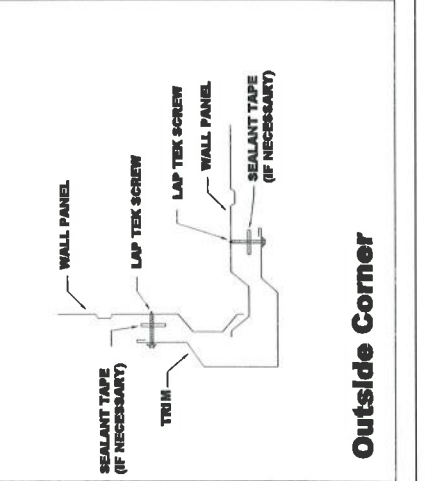 WALL PANEL
LAP TEK SCREW
SEALANT TAPE
(IF NECESSARY)
TRIM
LAP TEK SCREW
WALL PANEL
SEALANT TAPE
(IF NECESSARY)
Outside Corner